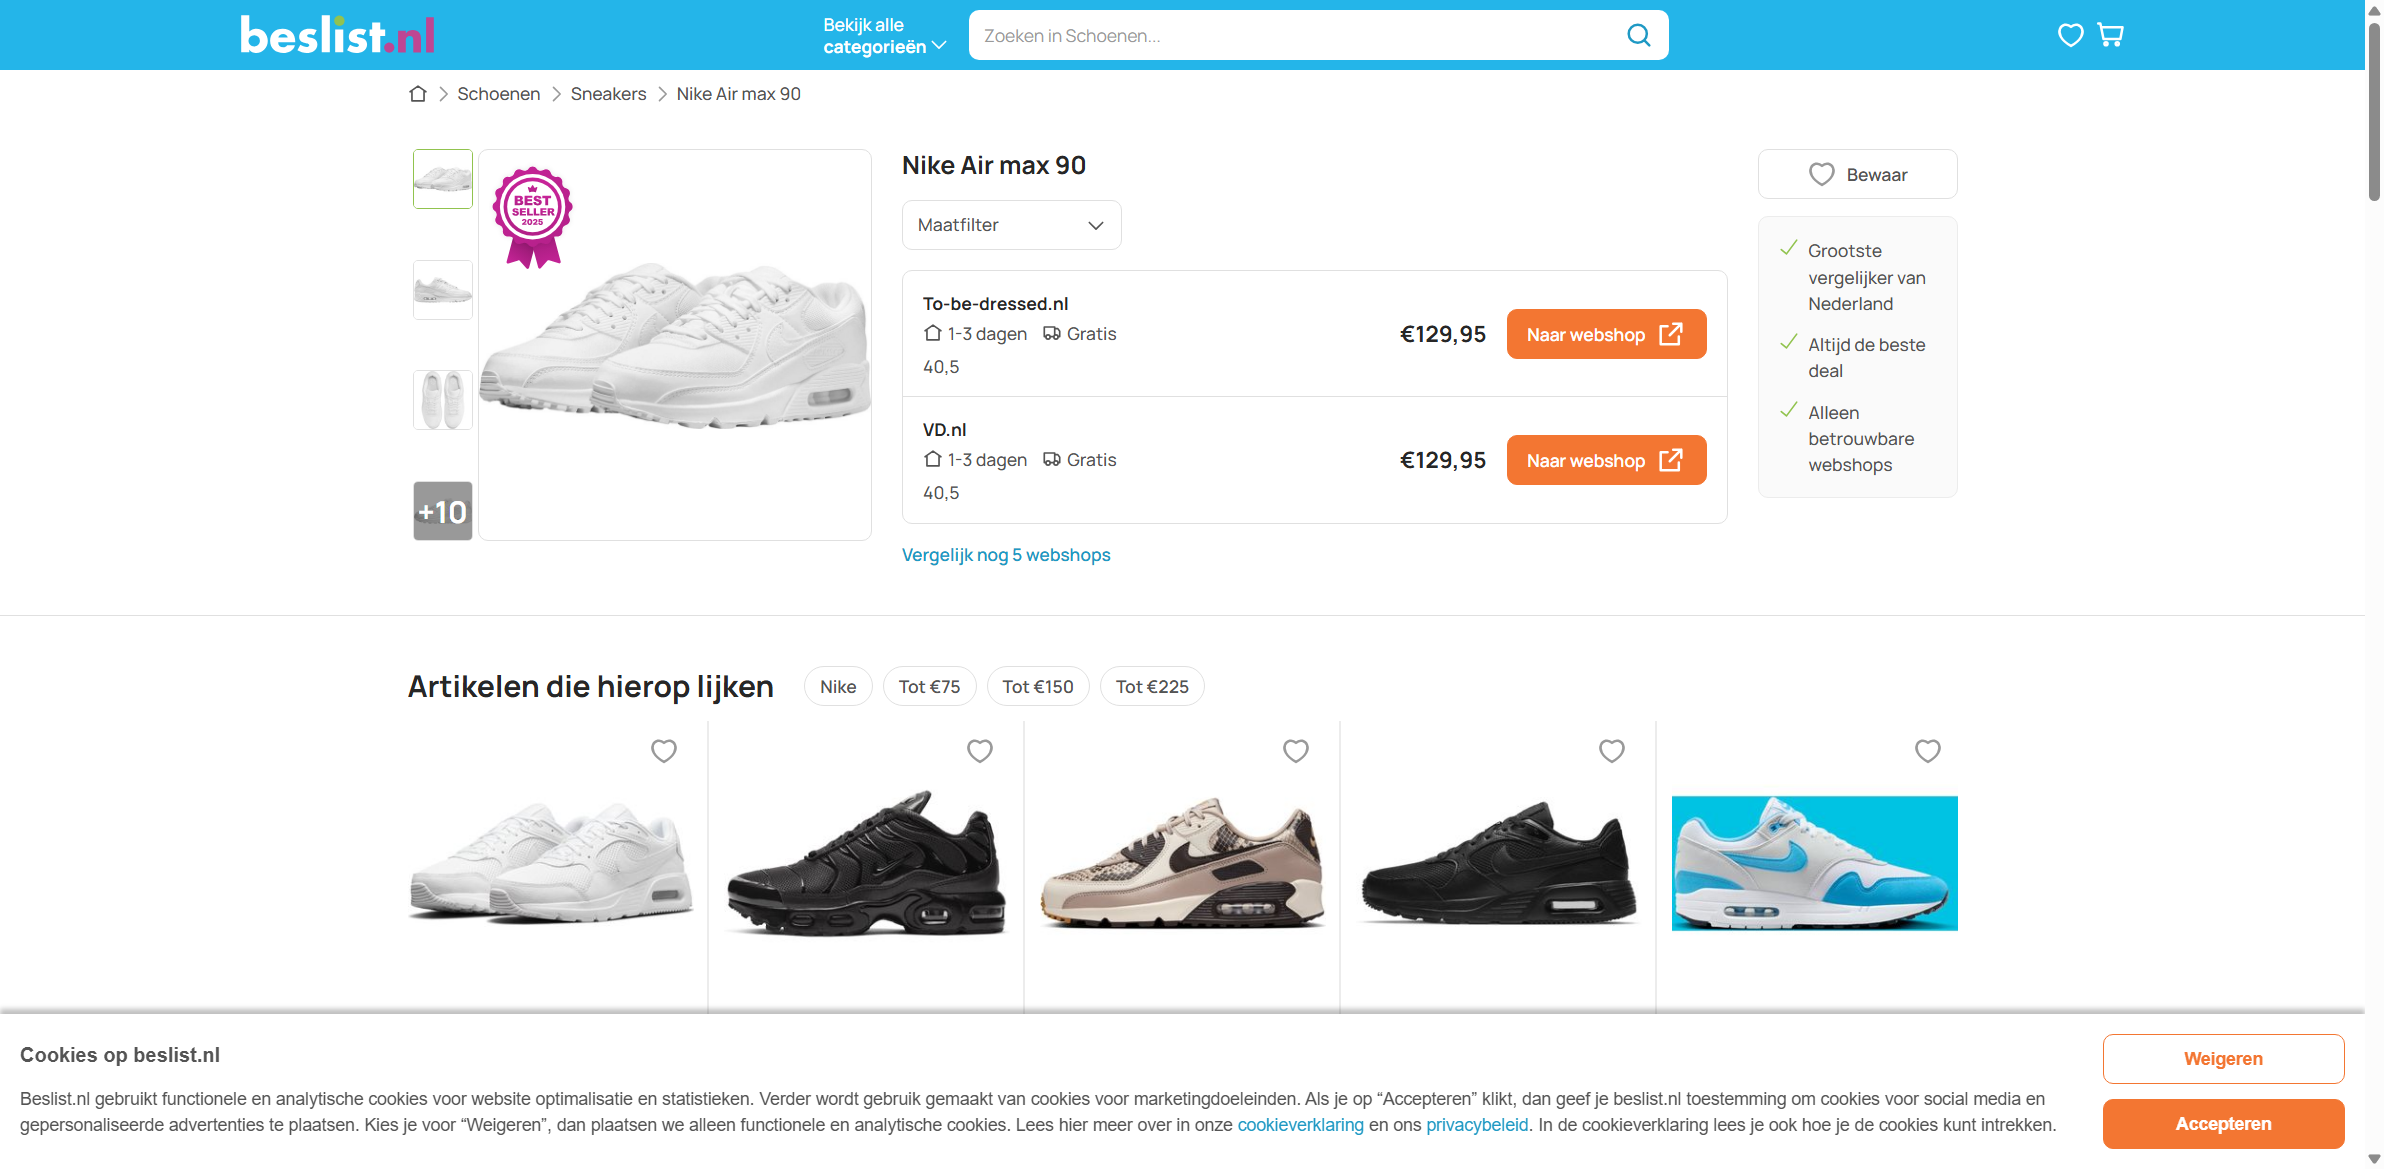 beslist.nl
Bekijk alle
categorieën
Zoeken in Schoenen...
Schoenen
Sneakers
Nike Air max 90
BEST
SELLER
2025
+10
Nike Air max 90
Maatfilter
To-be-dressed.nl
1-3 dagen Gratis
40,5
€129,95
Naar webshop
VD.nl
1-3 dagen Gratis
40,5
€129,95
Naar webshop
Vergelijk nog 5 webshops
Bewaar
Grootste
vergelijker van
Nederland
Altijd de beste
deal
Alleen
betrouwbare
webshops
Artikelen die hierop lijken
Nike
Tot €75
Tot €150
Tot €225
Cookies op beslist.nl
Beslist.nl gebruikt functionele en analytische cookies voor website optimalisatie en statistieken. Verder wordt gebruik gemaakt van cookies voor marketingdoeleinden. Als je op “Accepteren” klikt, dan geef je beslist.nl toestemming om cookies voor social media en
gepersonaliseerde advertenties te plaatsen. Kies je voor “Weigeren”, dan plaatsen we alleen functionele en analytische cookies. Lees hier meer over in onze cookieverklaring en ons privacybeleid. In de cookieverklaring lees je ook hoe je de cookies kunt intrekken.
Weigeren
Accepteren